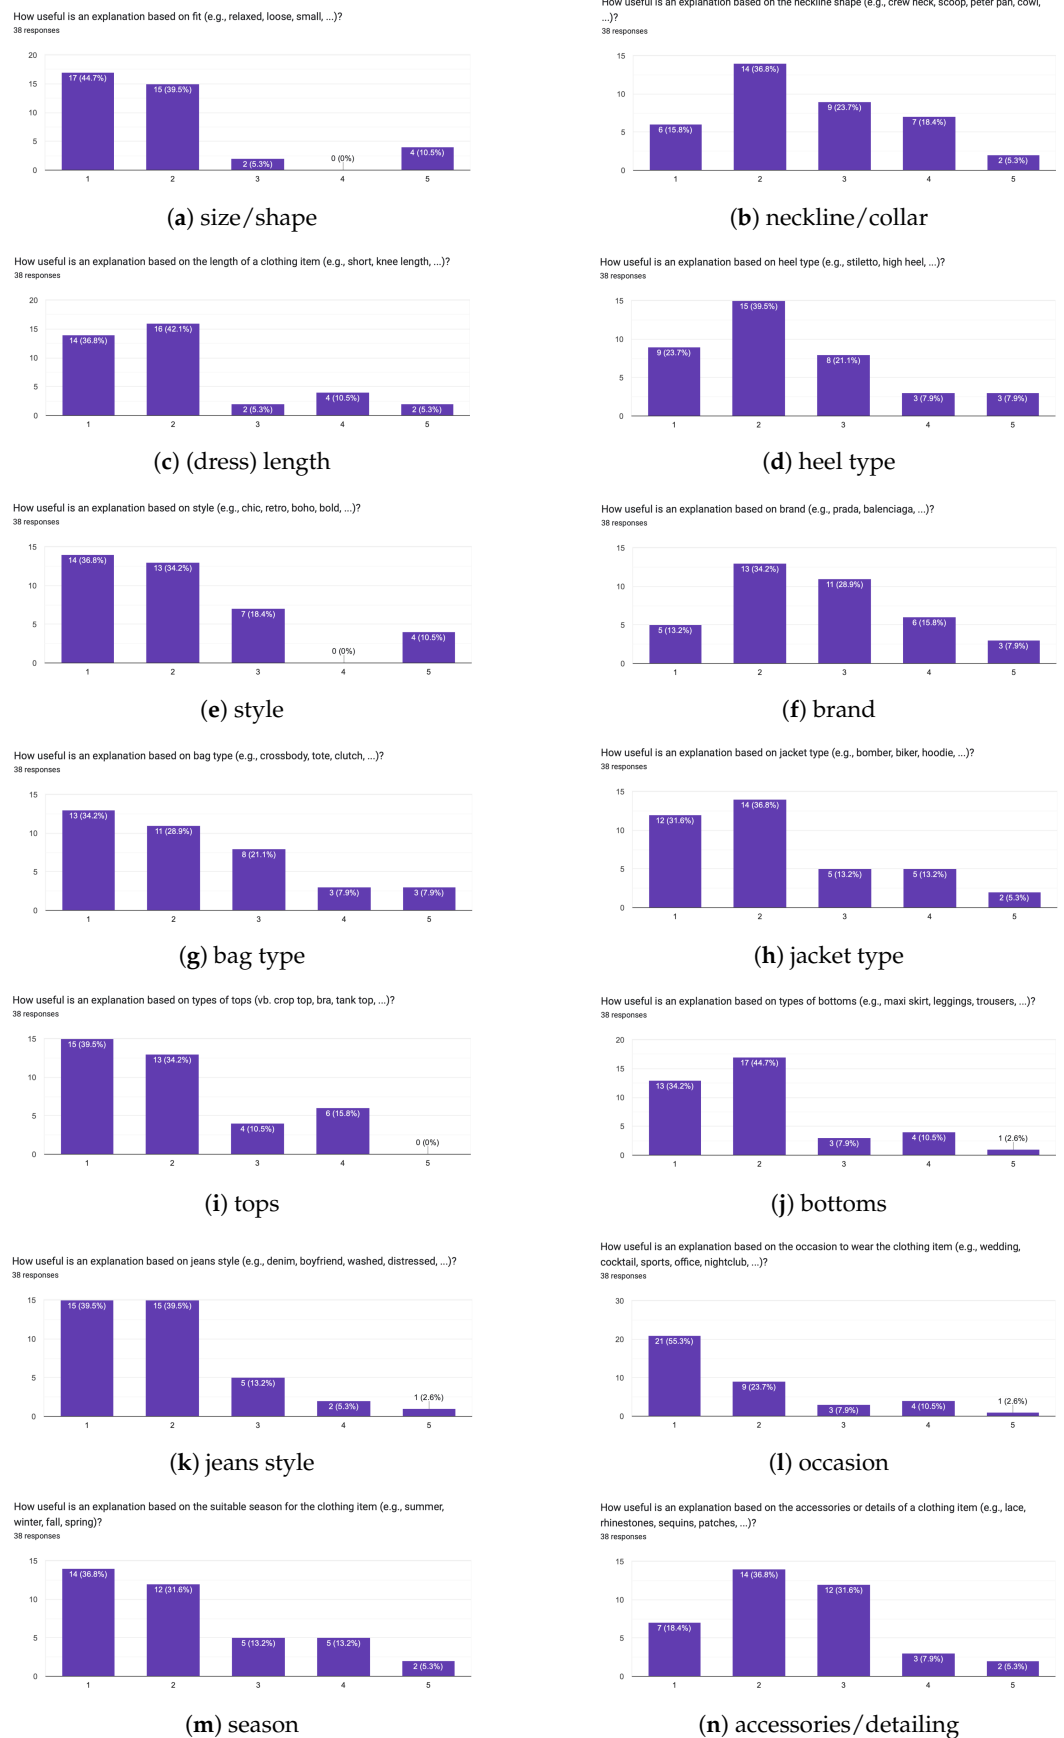 How useful is an explanation based on fit (e.g., relaxed, loose, small, ...)?
38 responses
20
15
10
5
0
17 (44.7%)
15 (39.5%)
2 (5.3%)
0 (0%)
4 (10.5%)
1 2 3 4 5
(a) size/shape
How useful is an explanation based on the neckline shape (e.g., crew neck, scoop, peter pan, cowl,
...)?
38 responses
15
10
5
0
6 (15.8%)
14 (36.8%)
9 (23.7%)
7 (18.4%)
2 (5.3%)
1 2 3 4 5
(b) neckline/collar
How useful is an explanation based on the length of a clothing item (e.g., short, knee length, ...)?
38 responses
20
15
10
5
0
14 (36.8%)
16 (42.1%)
2 (5.3%)
4 (10.5%)
2 (5.3%)
1 2 3 4 5
(c) (dress) length
How useful is an explanation based on heel type (e.g., stiletto, high heel, ...)?
38 responses
15
10
5
0
9 (23.7%)
15 (39.5%)
8 (21.1%)
3 (7.9%)
3 (7.9%)
1 2 3 4 5
(d) heel type
How useful is an explanation based on style (e.g., chic, retro, boho, bold, ...)?
38 responses
15
10
5
0
14 (36.8%)
13 (34.2%)
7 (18.4%)
0 (0%)
4 (10.5%)
1 2 3 4 5
(e) style
How useful is an explanation based on brand (e.g., prada, balenciaga, ...)?
38 responses
15
10
5
0
5 (13.2%)
13 (34.2%)
11 (28.9%)
6 (15.8%)
3 (7.9%)
1 2 3 4 5
(f) brand
How useful is an explanation based on bag type (e.g., crossbody, tote, clutch, ...)?
38 responses
15
10
5
0
13 (34.2%)
11 (28.9%)
8 (21.1%)
3 (7.9%)
3 (7.9%)
1 2 3 4 5
(g) bag type
How useful is an explanation based on jacket type (e.g., bomber, biker, hoodie, ...)?
38 responses
15
10
5
0
12 (31.6%)
14 (36.8%)
5 (13.2%)
5 (13.2%)
2 (5.3%)
1 2 3 4 5
(h) jacket type
How useful is an explanation based on types of tops (vb. crop top, bra, tank top, ...)?
38 responses
15
10
5
0
15 (39.5%)
13 (34.2%)
4 (10.5%)
6 (15.8%)
0 (0%)
1 2 3 4 5
(i) tops
How useful is an explanation based on types of bottoms (e.g., maxi skirt, leggings, trousers, ...)?
38 responses
20
15
10
5
0
13 (34.2%)
17 (44.7%)
3 (7.9%)
4 (10.5%)
1 (2.6%)
1 2 3 4 5
(j) bottoms
How useful is an explanation based on jeans style (e.g., denim, boyfriend, washed, distressed, ...)?
38 responses
15
10
5
0
15 (39.5%)
15 (39.5%)
5 (13.2%)
2 (5.3%)
1 (2.6%)
1 2 3 4 5
(k) jeans style
How useful is an explanation based on the occasion to wear the clothing item (e.g., wedding,
cocktail, sports, office, nightclub, ...)?
38 responses
30
20
10
0
21 (55.3%)
9 (23.7%)
3 (7.9%)
4 (10.5%)
1 (2.6%)
1 2 3 4 5
(l) occasion
How useful is an explanation based on the suitable season for the clothing item (e.g., summer,
winter, fall, spring)?
38 responses
15
10
5
0
14 (36.8%)
12 (31.6%)
5 (13.2%)
5 (13.2%)
2 (5.3%)
1 2 3 4 5
(m) season
How useful is an explanation based on the accessories or details of a clothing item (e.g., lace,
rhinestones, sequins, patches, ...)?
38 responses
15
10
5
0
7 (18.4%)
14 (36.8%)
12 (31.6%)
3 (7.9%)
2 (5.3%)
1 2 3 4 5
(n) accessories/detailing